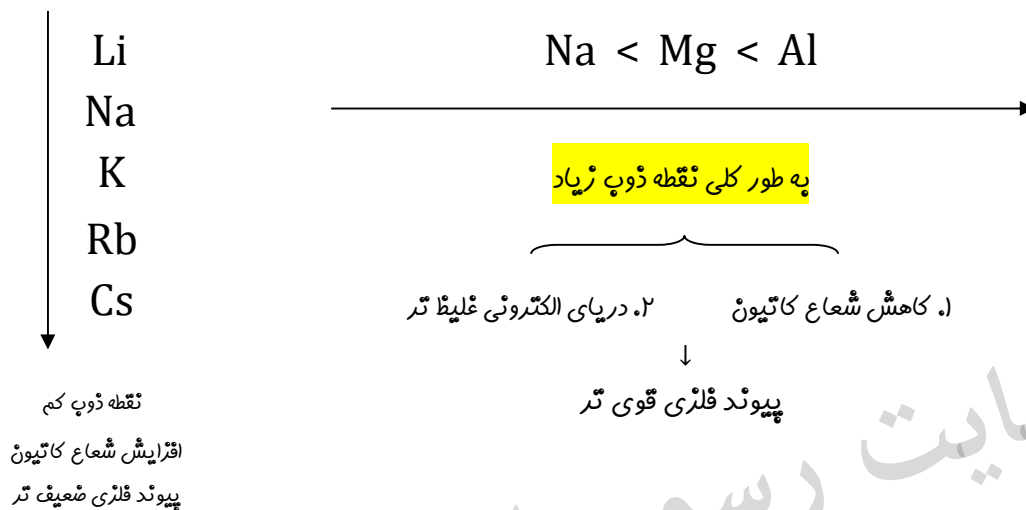 Li
Na
K
Rb
Cs
نقطه ذوب کم
افزایش شعاع کاتیون
پیوند فلزی ضعیف تر
Na < Mg < Al
به طور کلی نقطه ذوب زیاد
۱. کاهش شعاع کاتیون
۲. دریای الکترونی غلیظ تر
↓
پیوند فلزی قوی تر